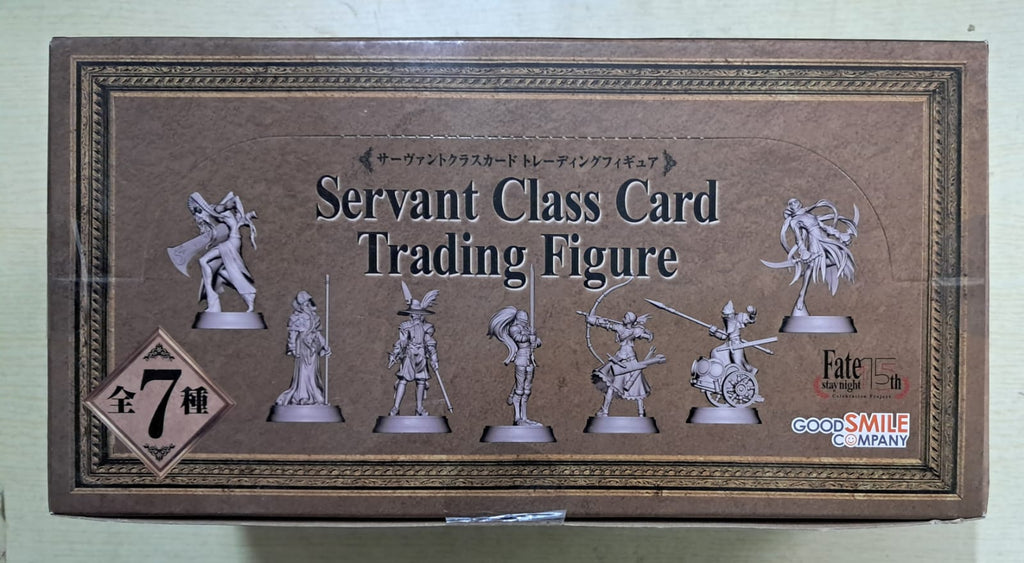 サーヴァントクラスカード トレーディングフィギュア
Servant Class Card
Trading Figure
全7種
Fate 15th
stay night
Celebration Project
GOOD SMILE
COMPANY